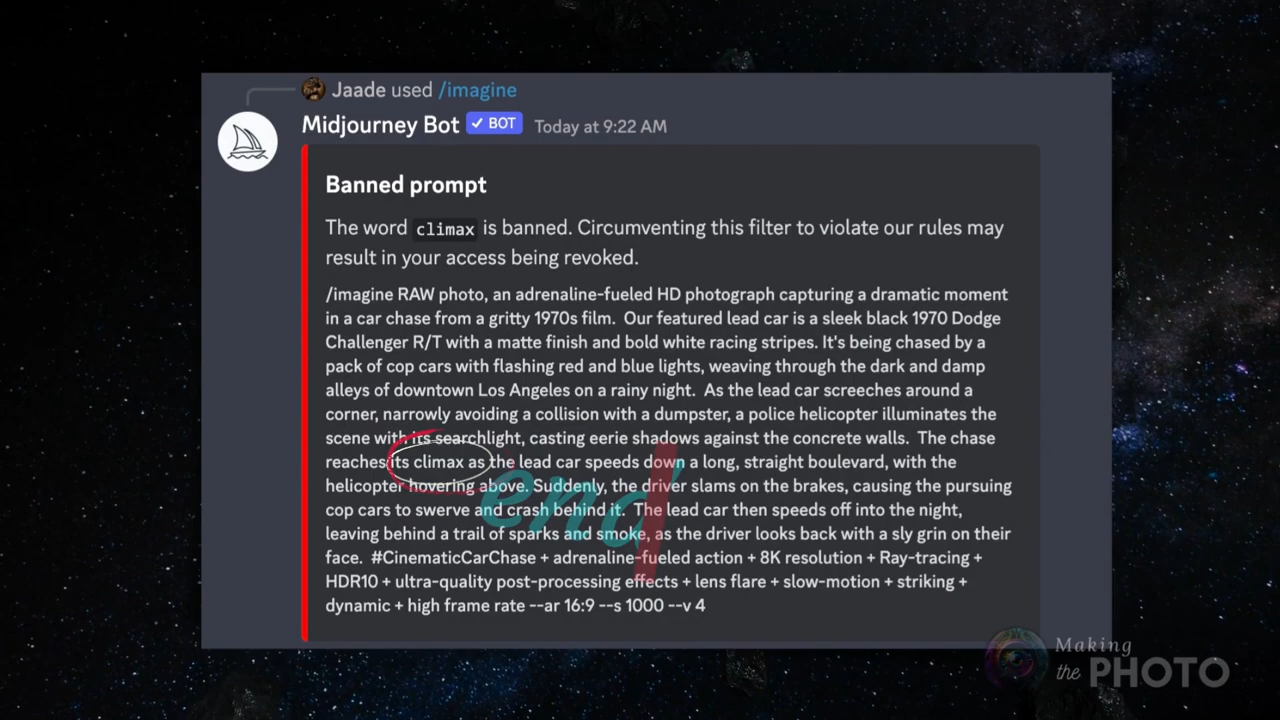 Jaade used /imagine
Midjourney Bot ✓ BOT Today at 9:22 AM
Banned prompt
The word climax is banned. Circumventing this filter to violate our rules may
result in your access being revoked.
/imagine RAW photo, an adrenaline-fueled HD photograph capturing a dramatic moment
in a car chase from a gritty 1970s film. Our featured lead car is a sleek black 1970 Dodge
Challenger R/T with a matte finish and bold white racing stripes. It's being chased by a
pack of cop cars with flashing red and blue lights, weaving through the dark and damp
alleys of downtown Los Angeles on a rainy night. As the lead car screeches around a
corner, narrowly avoiding a collision with a dumpster, a police helicopter illuminates the
scene with its searchlight, casting eerie shadows against the concrete walls. The chase
reaches its climax as the lead car speeds down a long, straight boulevard, with the
helicopter hovering above. Suddenly, the driver slams on the brakes, causing the pursuing
cop cars to swerve and crash behind it. The lead car then speeds off into the night,
leaving behind a trail of sparks and smoke, as the driver looks back with a sly grin on their
face. #CinematicCarChase + adrenaline-fueled action + 8K resolution + Ray-tracing +
HDR10 + ultra-quality post-processing effects + lens flare + slow-motion + striking +
dynamic + high frame rate --ar 16:9 --s 1000 --v 4
'end'
Making
the PHOTO